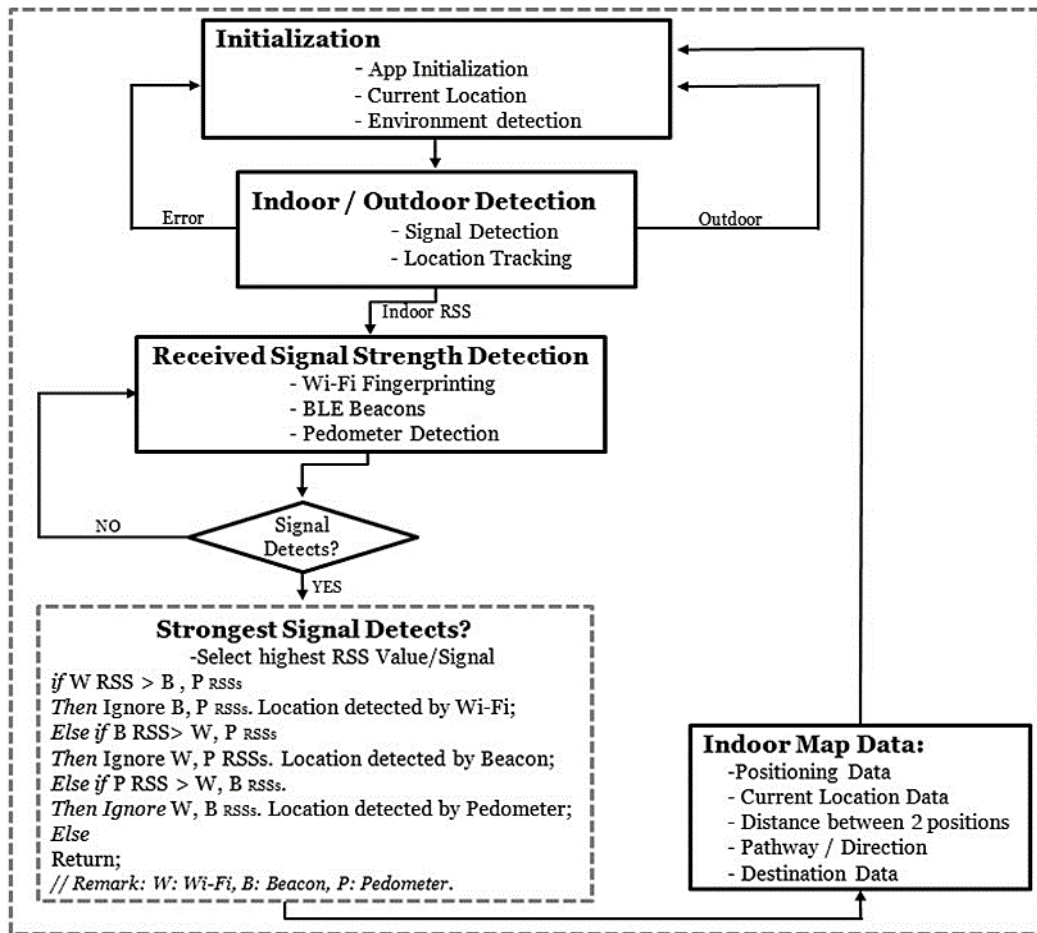 Initialization
- App Initialization
- Current Location
- Environment detection
Indoor / Outdoor Detection
- Signal Detection
- Location Tracking
Error
Outdoor
Indoor RSS
Received Signal Strength Detection
- Wi-Fi Fingerprinting
- BLE Beacons
- Pedometer Detection
Signal
Detects?
NO
YES
Strongest Signal Detects?
-Select highest RSS Value/Signal
if W RSS > B , P RSSs
Then Ignore B, P RSSs. Location detected by Wi-Fi;
Else if B RSS> W, P RSSs
Then Ignore W, P RSSs. Location detected by Beacon;
Else if P RSS > W, B RSSs.
Then Ignore W, B RSSs. Location detected by Pedometer;
Else
Return;
// Remark: W: Wi-Fi, B: Beacon, P: Pedometer.
Indoor Map Data:
-Positioning Data
- Current Location Data
- Distance between 2 positions
- Pathway / Direction
- Destination Data